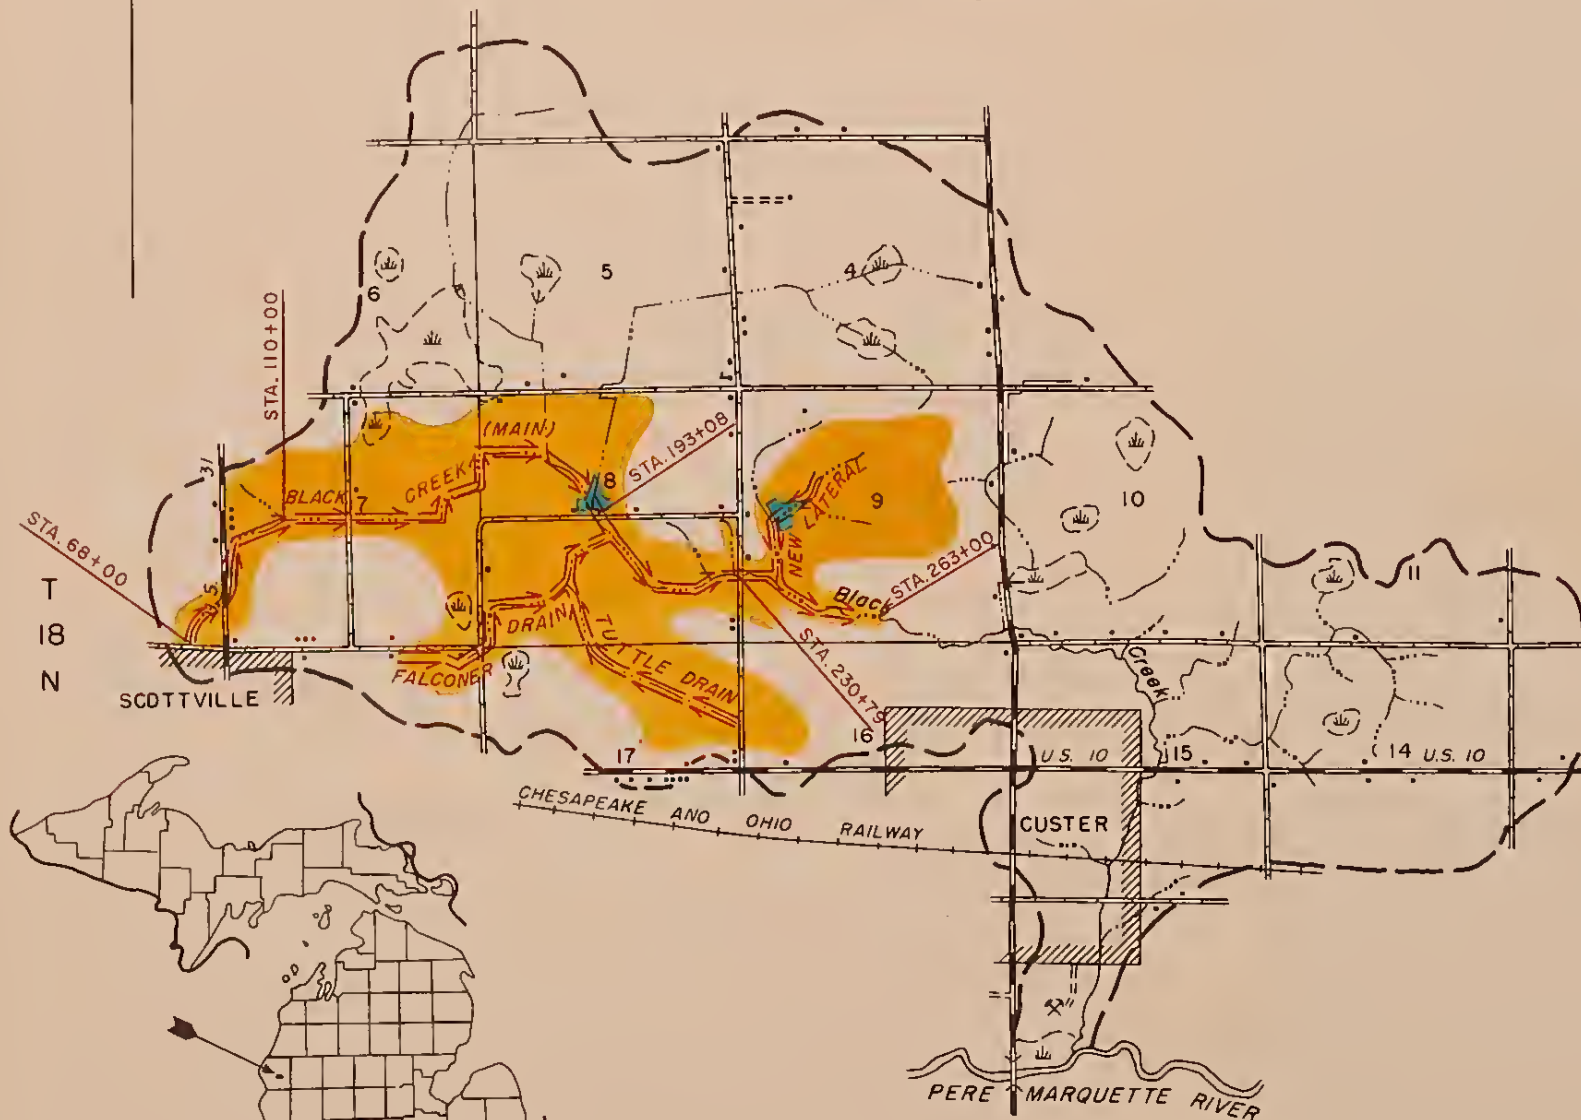 5
4
6
STA. 110+00
(MAIN)
STA. 193+08
31
BLACK
7
CREEK
8
NEW LATERAL
9
10
STA. 68+00
STA. 263+00
T
18
N
Black
11
DRAIN
TUTTLE DRAIN
STA. 230+79
Creek
FALCONER
SCOTTVILLE
17
16
U.S. 10
15
14
U.S. 10
CHESAPEAKE AND OHIO RAILWAY
CUSTER
PERE MARQUETTE RIVER